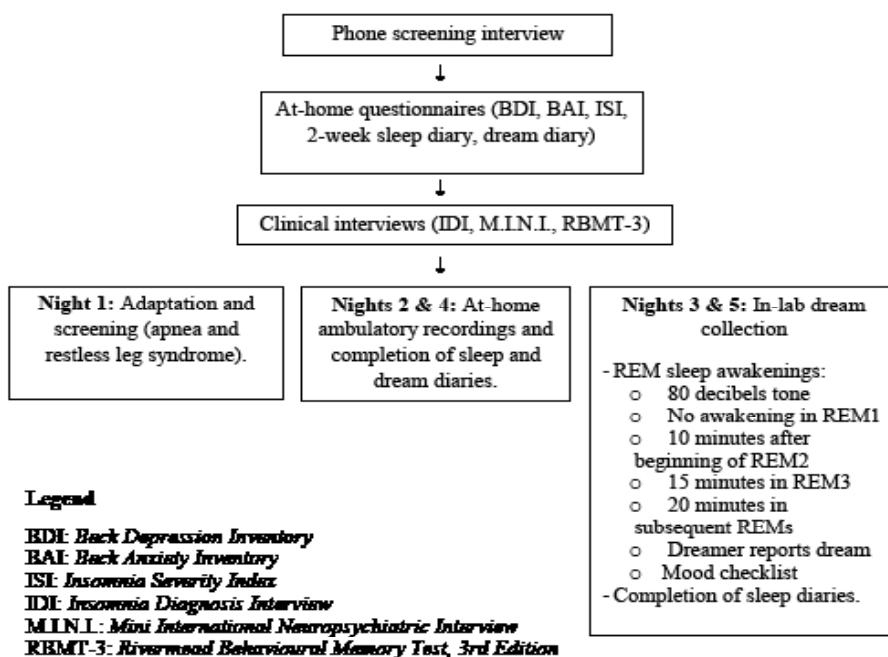 Phone screening interview
↓
At-home questionnaires (BDI, BAI, ISI,
2-week sleep diary, dream diary)
↓
Clinical interviews (IDI, M.I.N.I., RBMT-3)
↓
Night 1: Adaptation and
screening (apnea and
restless leg syndrome).
Nights 2 & 4: At-home
ambulatory recordings and
completion of sleep and
dream diaries.
Nights 3 & 5: In-lab dream
collection
- REM sleep awakenings:
o 80 decibels tone
o No awakening in REM1
o 10 minutes after
beginning of REM2
o 15 minutes in REM3
o 20 minutes in
subsequent REMs
o Dreamer reports dream
o Mood checklist
- Completion of sleep diaries.
Legend
BDI: Beck Depression Inventory
BAI: Beck Anxiety Inventory
ISI: Insomnia Severity Index
IDI: Insomnia Diagnosis Interview
M.I.N.I.: Mini International Neuropsychiatric Interview
RBMT-3: Rivermead Behavioural Memory Test, 3rd Edition